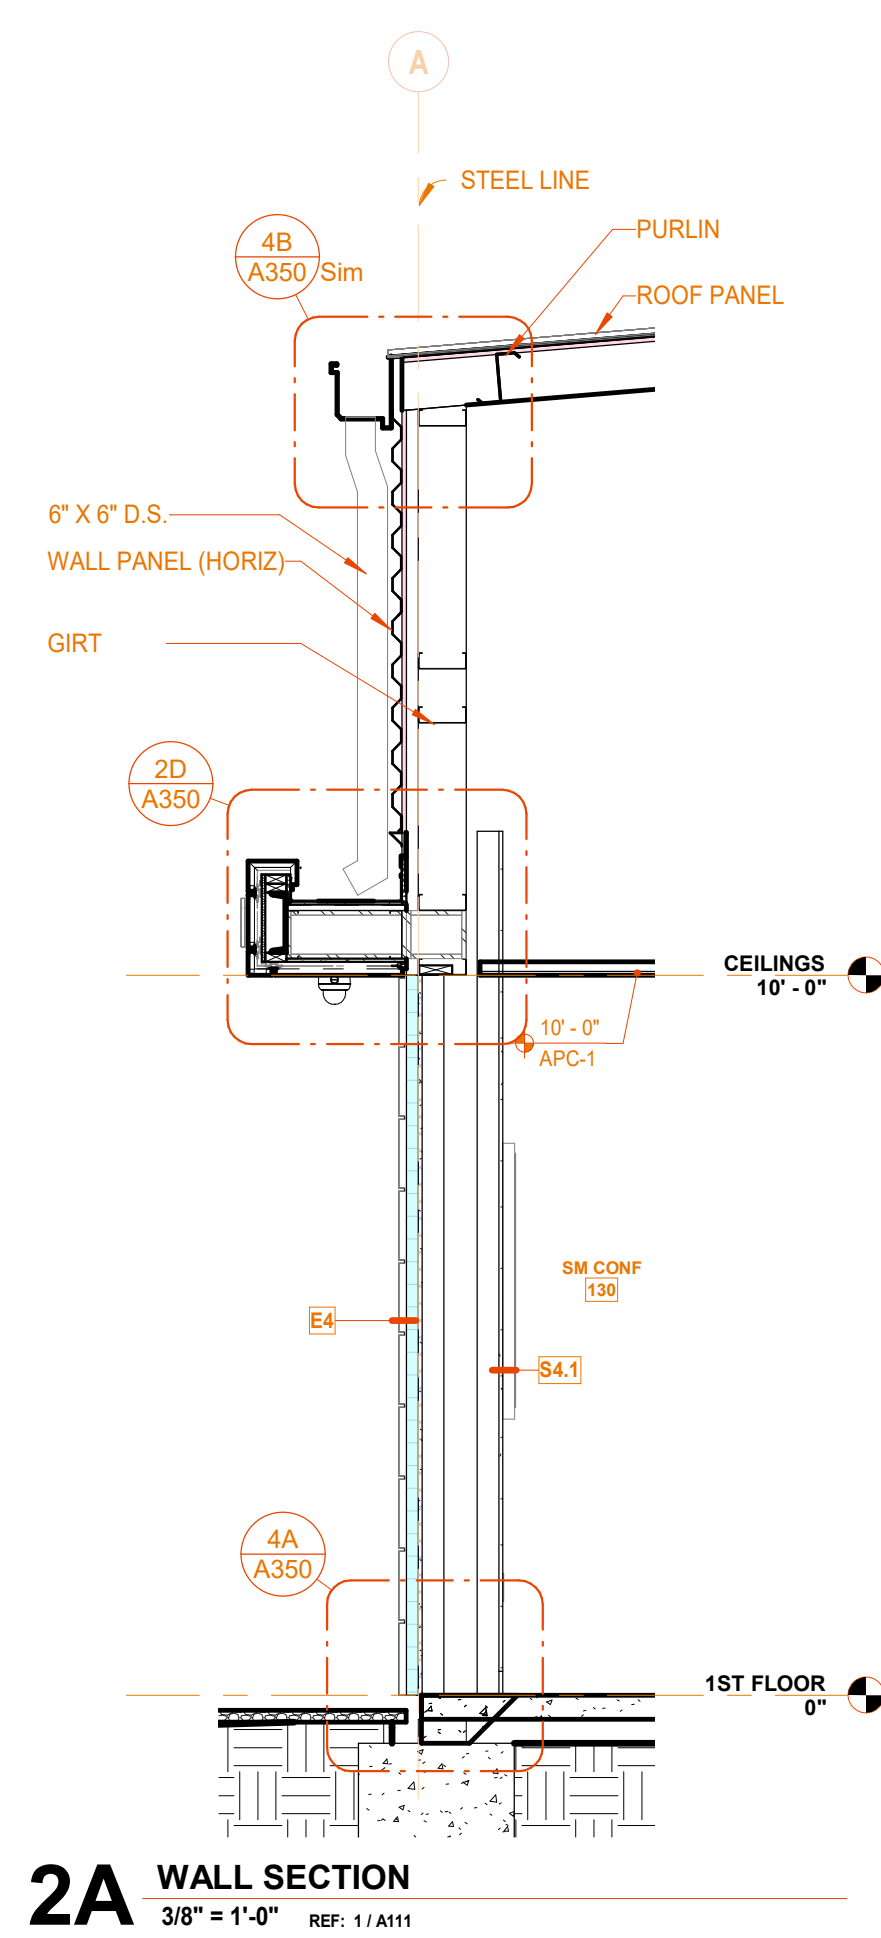 A
STEEL LINE
4B
A350 Sim
PURLIN
ROOF PANEL
6" X 6" D.S.
WALL PANEL (HORIZ)
GIRT
2D
A350
CEILINGS
10' - 0"
10' - 0"
APC-1
SM CONF
130
E4
S4.1
4A
A350
1ST FLOOR
0"
2A WALL SECTION
3/8" = 1'-0" REF: 1 / A111